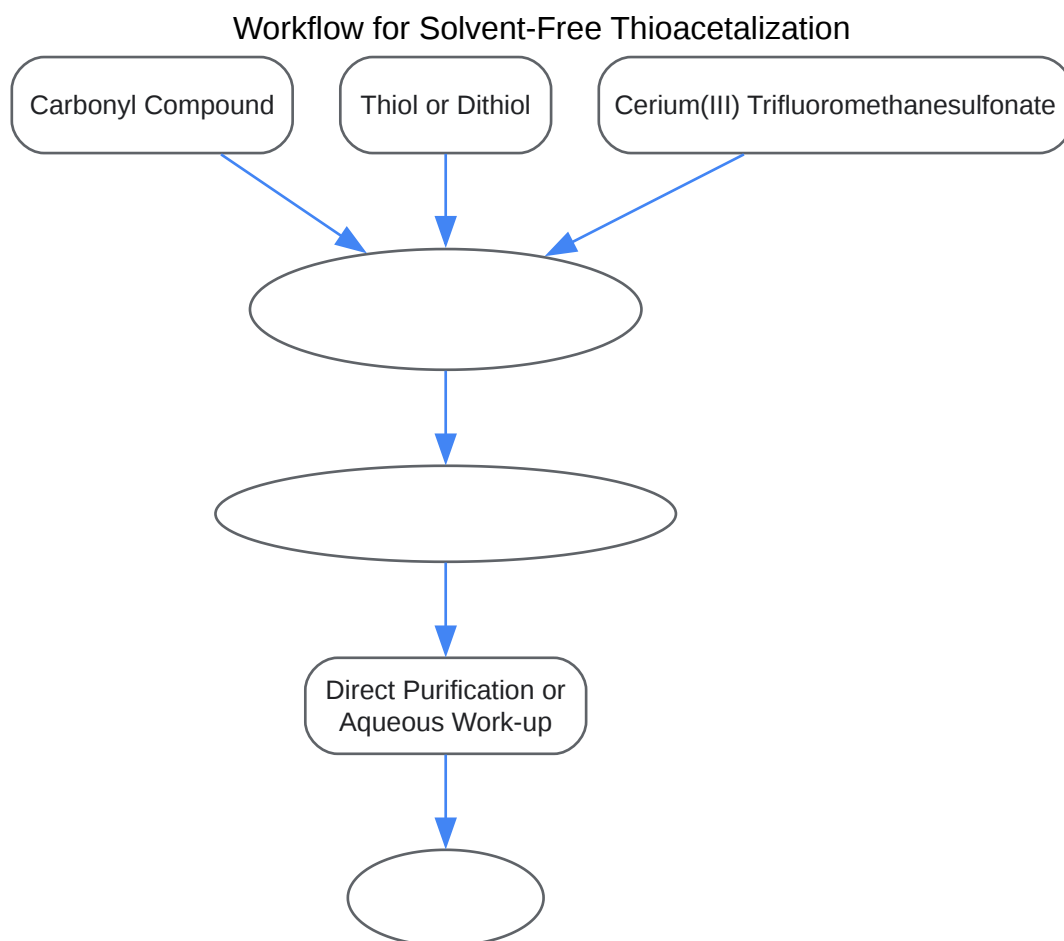 Workflow for Solvent-Free Thioacetalization
Carbonyl Compound
Thiol or Dithiol
Cerium(III) Trifluoromethanesulfonate
Direct Purification or
Aqueous Work-up